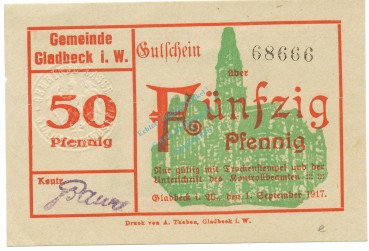 Gemeinde
Gladbeck i. W.
50
Pfennig
Kontr.
Gutschein 68666
über
Fünfzig
Pfennig
Nur gültig mit Trockenstempel und der
Unterschrift des Kontrollbeamten
Gladbeck i. W., den 1. September 1917.
Druck von A. Theben, Gladbeck i. W.
e